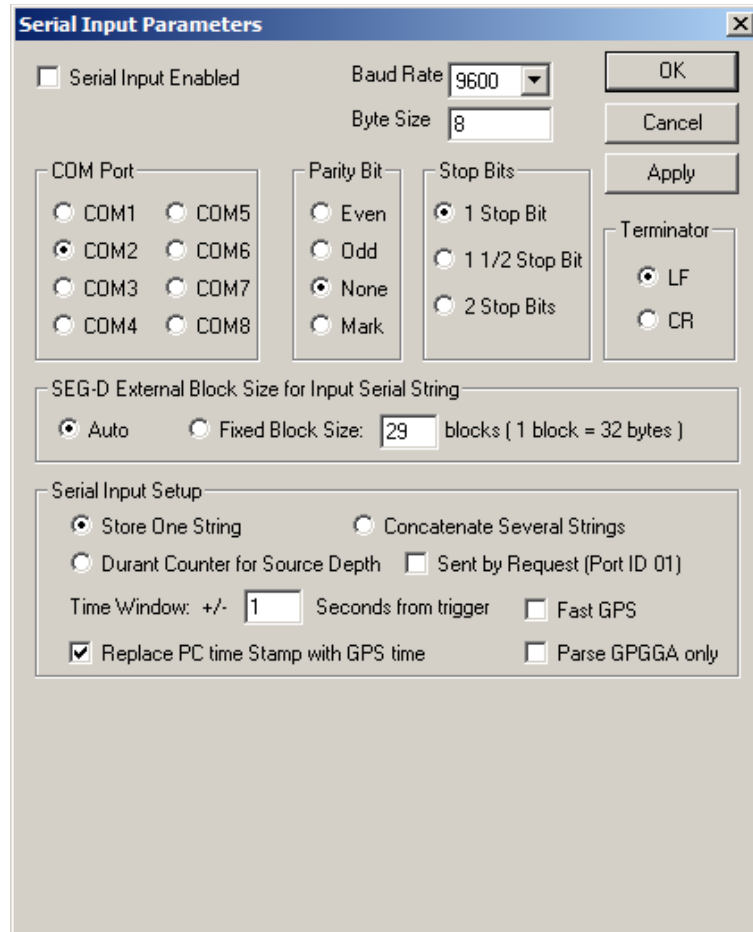 Serial Input Parameters
Serial Input Enabled
Baud Rate 9600
Byte Size 8
OK
Cancel
Apply
COM Port
COM1 COM5
COM2 COM6
COM3 COM7
COM4 COM8
Parity Bit
Even
Odd
None
Mark
Stop Bits
1 Stop Bit
1 1/2 Stop Bit
2 Stop Bits
Terminator
LF
CR
SEG-D External Block Size for Input Serial String
Auto Fixed Block Size: 29 blocks ( 1 block = 32 bytes )
Serial Input Setup
Store One String Concatenate Several Strings
Durant Counter for Source Depth Sent by Request (Port ID 01)
Time Window: +/- 1 Seconds from trigger Fast GPS
Replace PC time Stamp with GPS time Parse GPGGA only